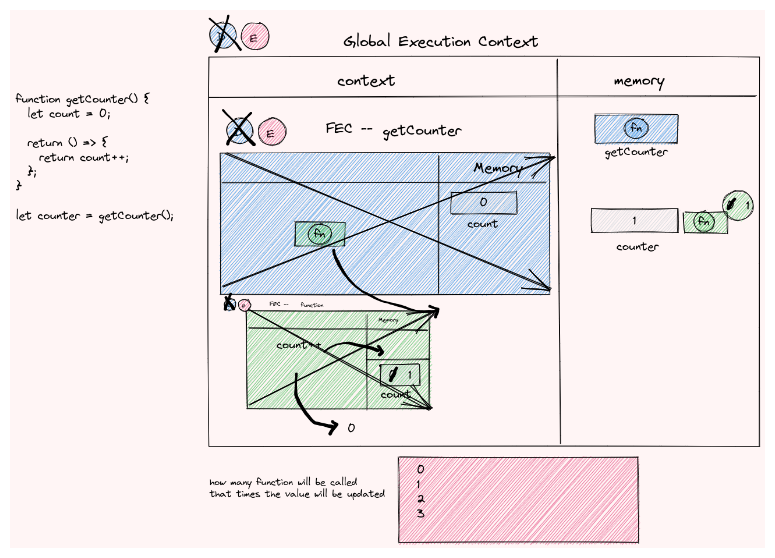 D E
Global Execution Context
context
memory
function getCounter() {
let count = 0;
return () => {
return count++;
};
}
let counter = getCounter();
D E
FEC -- getCounter
Memory
0
count
fn
fn
getCounter
1
fn
1
counter
E
FEC -- function
Memory
count++
1
count
0
how many function will be called
that times the value will be updated
0
1
2
3